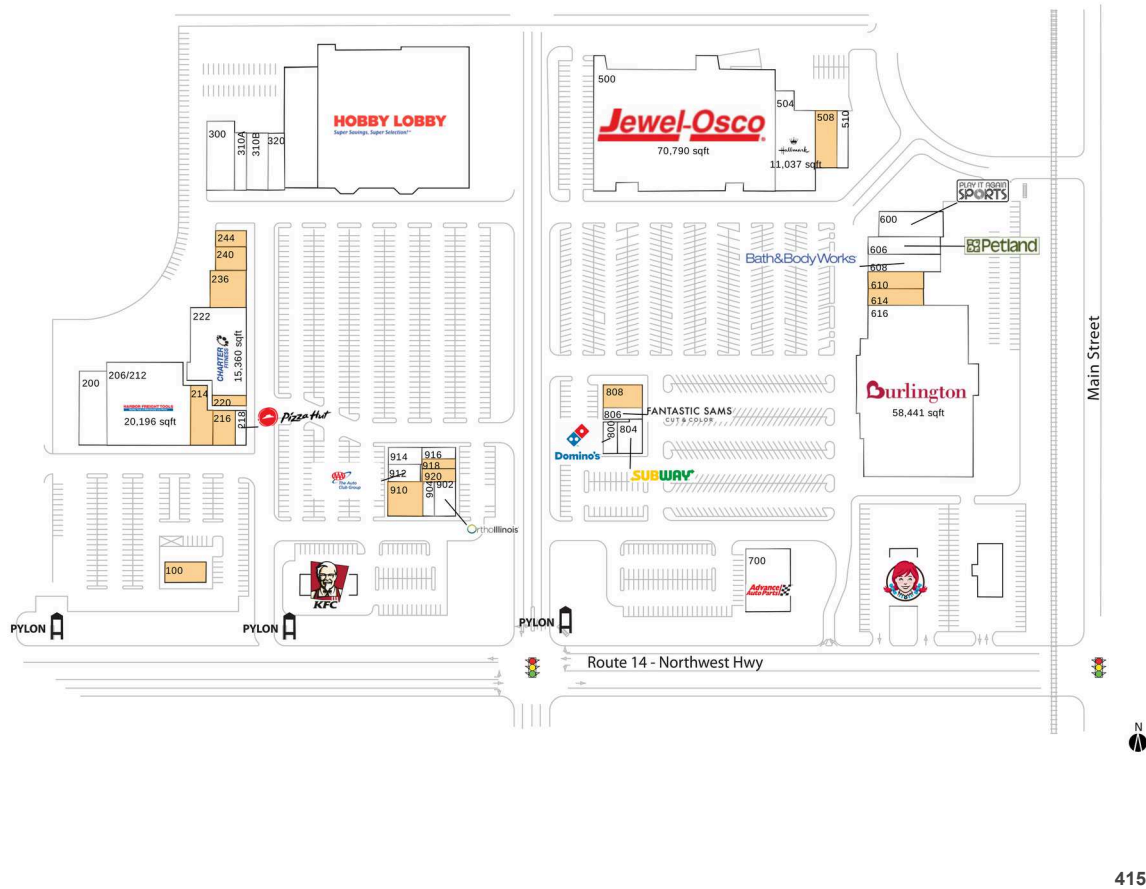 500
504
508
510
Jewel-Osco
70,790 sqft
Hallmark
11,037 sqft
HOBBY LOBBY
Super Savings, Super Selection!
300
310A
310B
320
PLAY IT AGAIN
SPORTS
600
606
Petland
Bath&BodyWorks
608
610
614
616
Burlington
58,441 sqft
Main Street
244
240
236
222
CHARTER
FITNESS
15,360 sqft
200
206/212
HARBOR FREIGHT TOOLS
20,196 sqft
214
220
216
218
Pizza Hut
808
806
FANTASTIC SAMS
CUT & COLOR
800
804
Domino's
SUBWAY
914
916
918
912
920
910
904
902
AAA
The Auto
Club Group
OrthoIllinois
100
KFC
700
Advance
Auto Parts
PYLON
PYLON
PYLON
Route 14 - Northwest Hwy
N
415